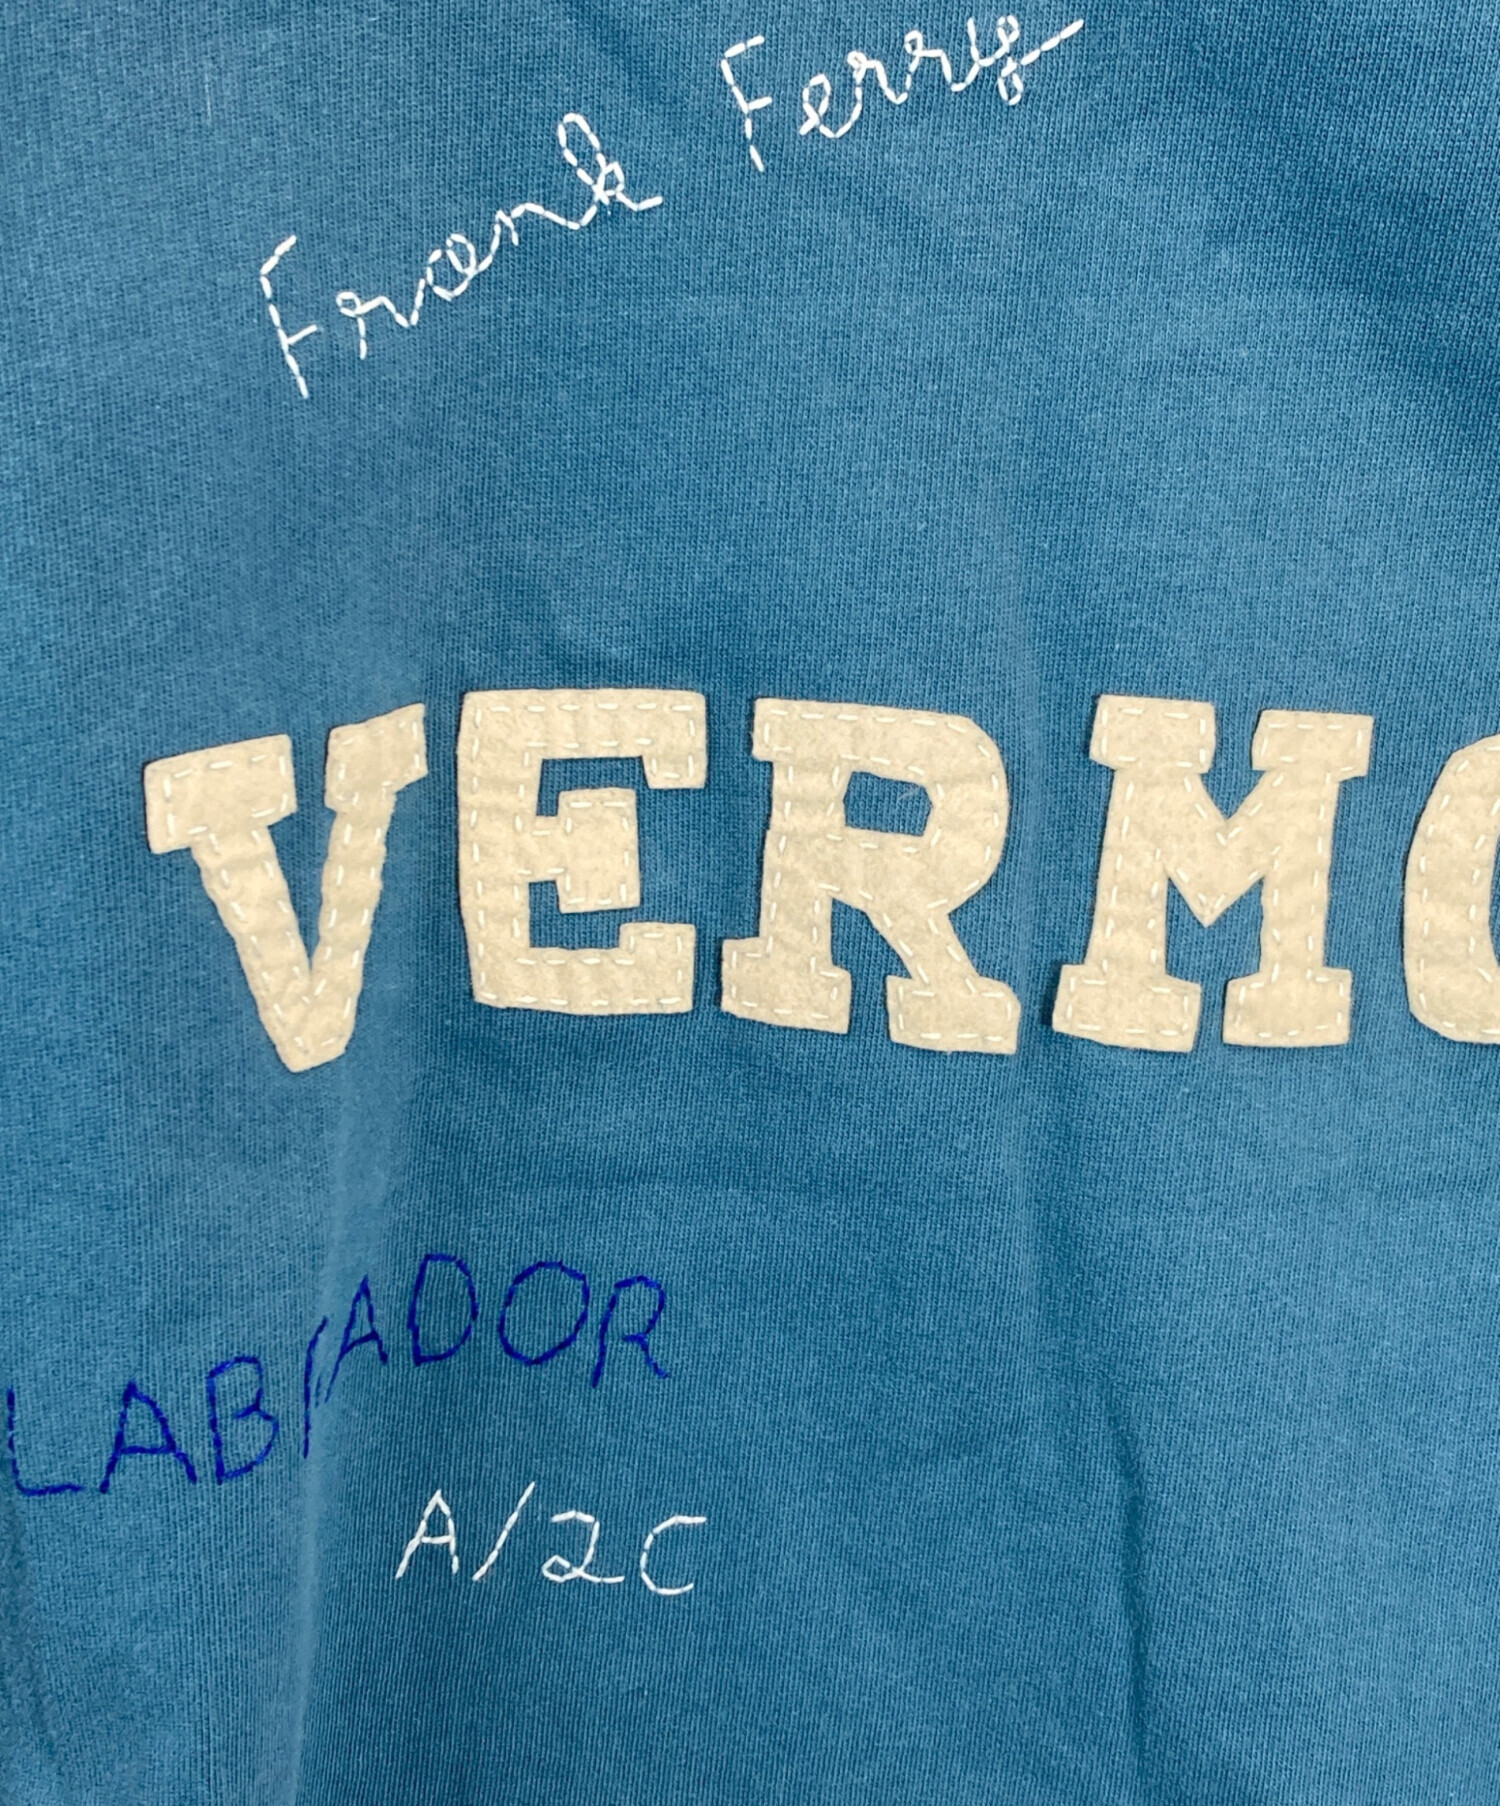 Frank Ferry
VERMO
LABRADOR
A/2C